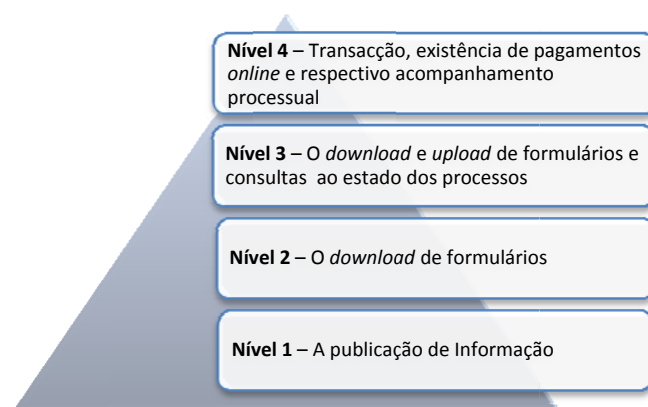 Nível 4 – Transacção, existência de pagamentos
online e respectivo acompanhamento
processual
Nível 3 – O download e upload de formulários e
consultas ao estado dos processos
Nível 2 – O download de formulários
Nível 1 – A publicação de Informação